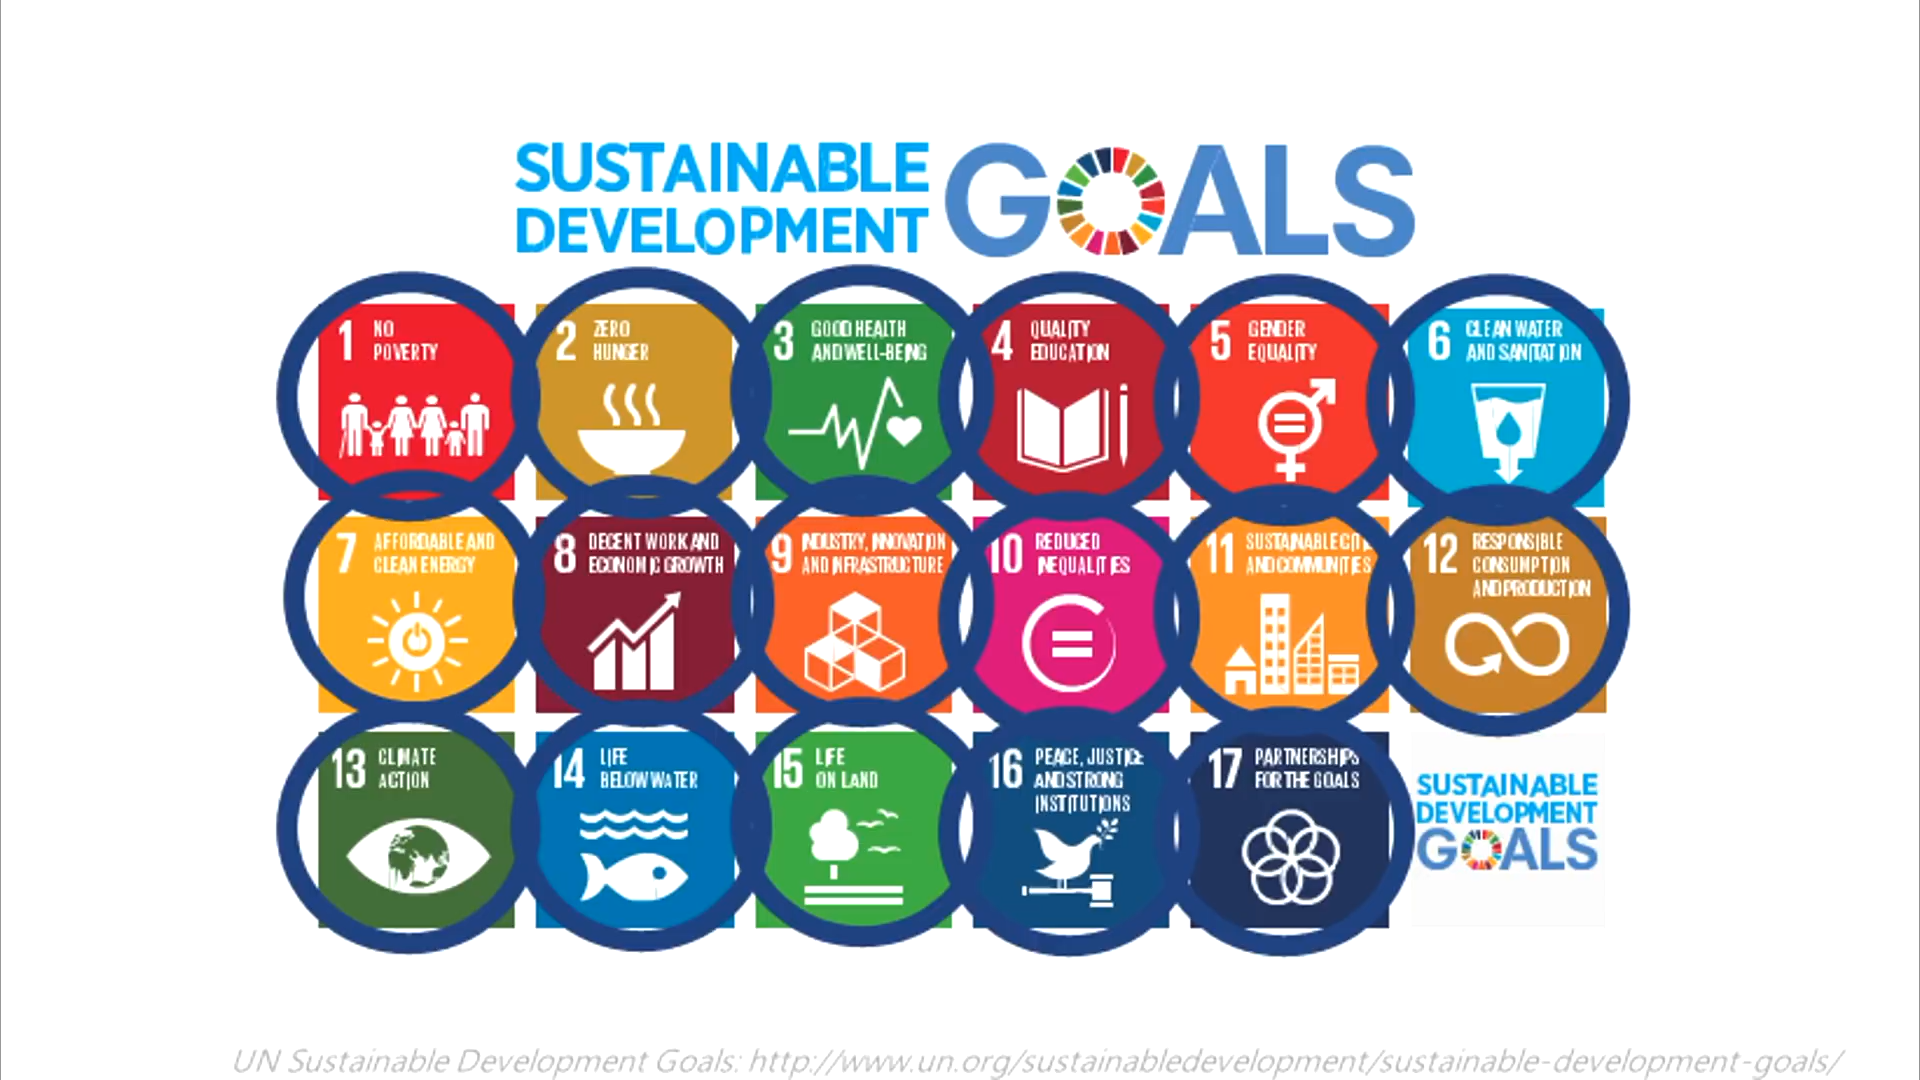 SUSTAINABLE
DEVELOPMENT
GOALS
1 NO
POVERTY
2 ZERO
HUNGER
3 GOOD HEALTH
AND WELL-BEING
4 QUALITY
EDUCATION
5 GENDER
EQUALITY
6 CLEAN WATER
AND SANITATION
7 AFFORDABLE AND
CLEAN ENERGY
8 DECENT WORK AND
ECONOMIC GROWTH
9 INDUSTRY, INNOVATION
AND INFRASTRUCTURE
10 REDUCED
INEQUALITIES
11 SUSTAINABLE CITIES
AND COMMUNITIES
12 RESPONSIBLE
CONSUMPTION
AND PRODUCTION
13 CLIMATE
ACTION
14 LIFE
BELOW WATER
15 LIFE
ON LAND
16 PEACE, JUSTICE
AND STRONG
INSTITUTIONS
17 PARTNERSHIPS
FOR THE GOALS
SUSTAINABLE
DEVELOPMENT
GOALS
UN Sustainable Development Goals: http://www.un.org/sustainabledevelopment/sustainable-development-goals/